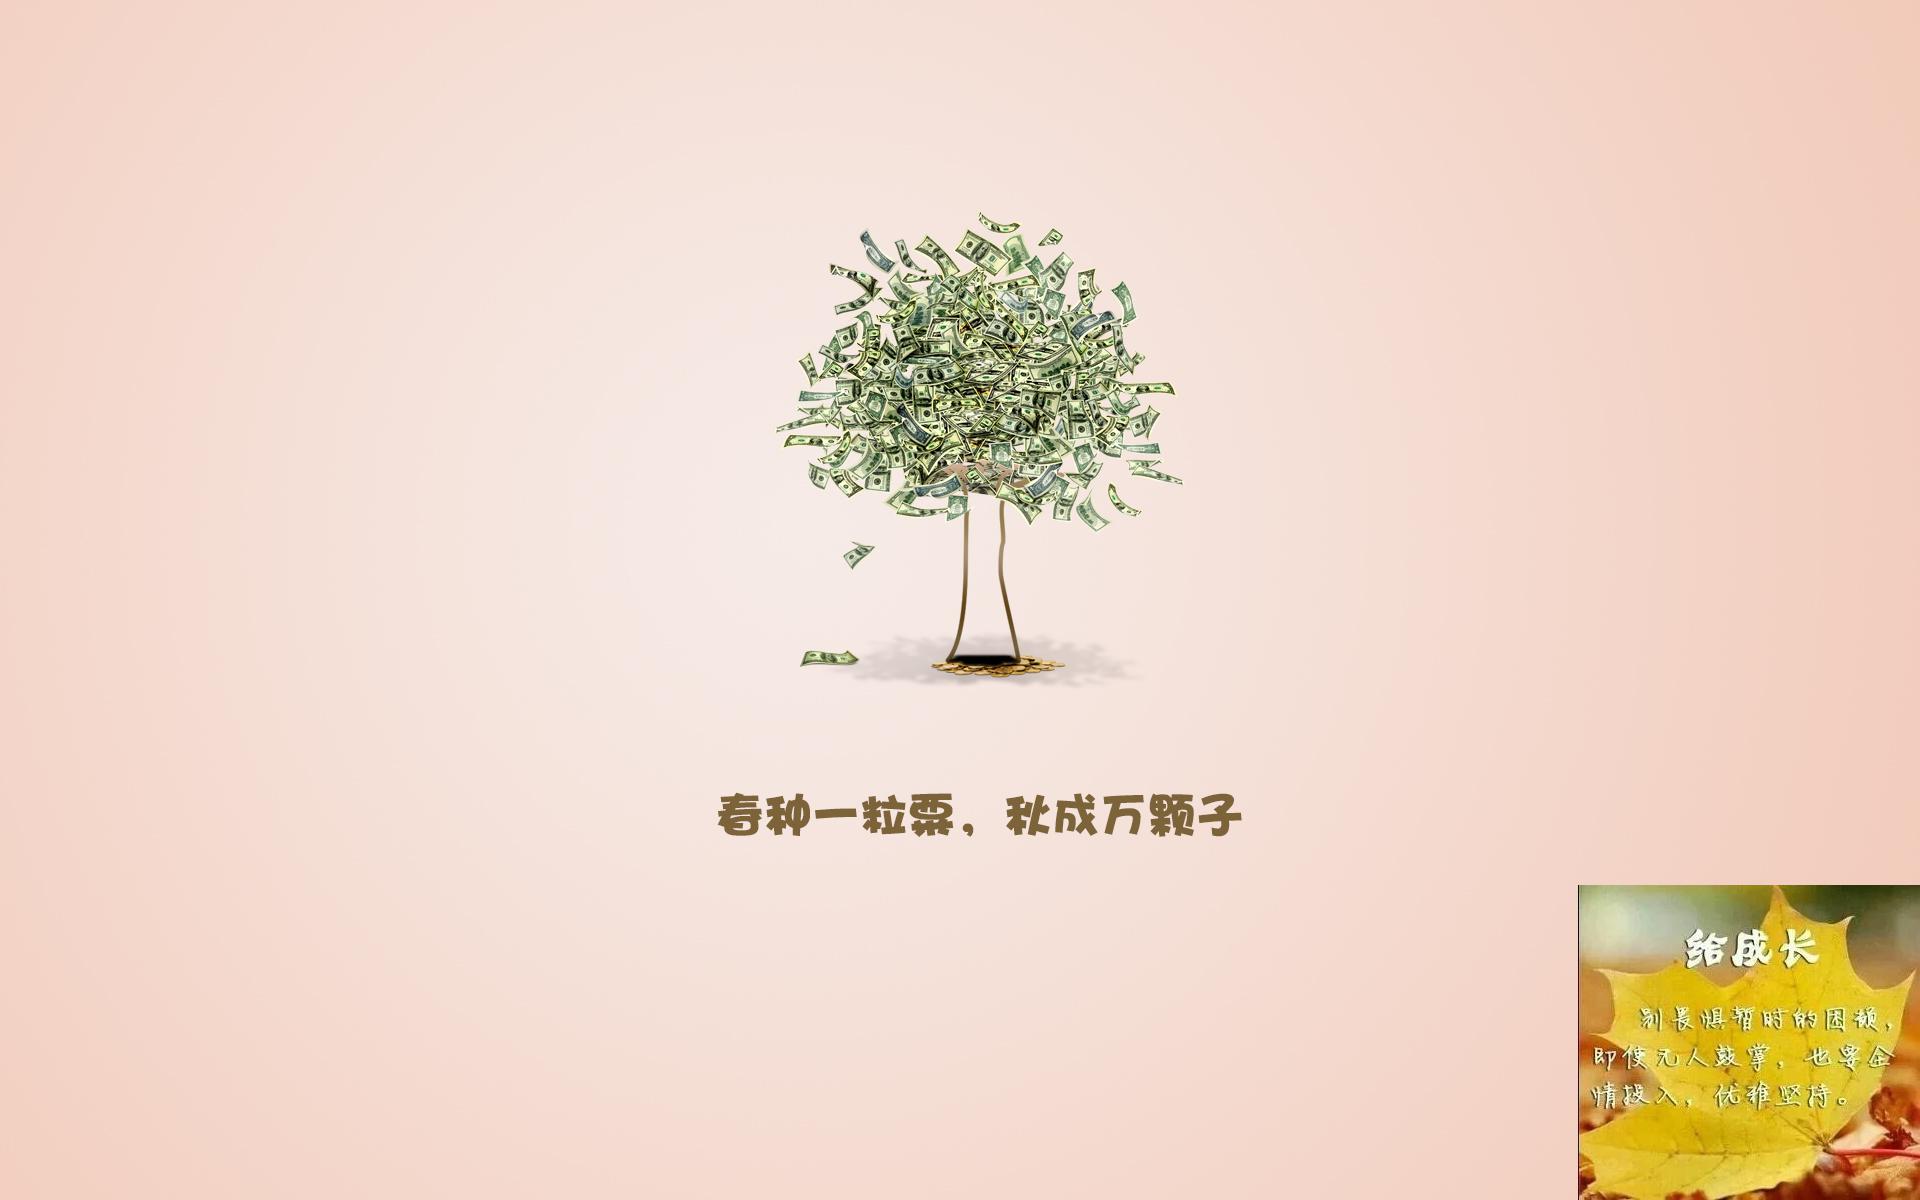 春种一粒粟，秋成万颗子
给成长
别畏惧暂时的困顿，
即使无人鼓掌，也要全
情投入，优雅坚持。